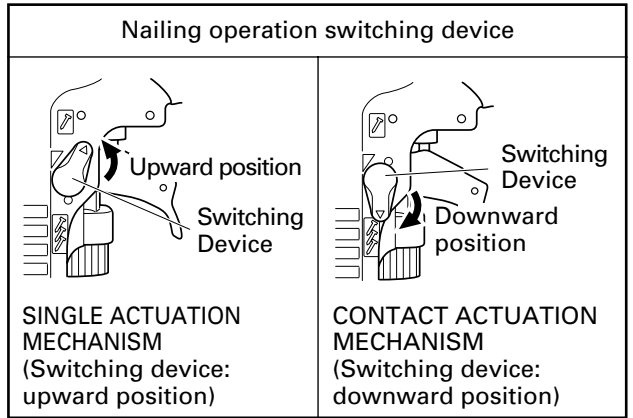 Nailing operation switching device
Upward position
Switching
Device
SINGLE ACTUATION
MECHANISM
(Switching device:
upward position)
Switching
Device
Downward
position
CONTACT ACTUATION
MECHANISM
(Switching device:
downward position)